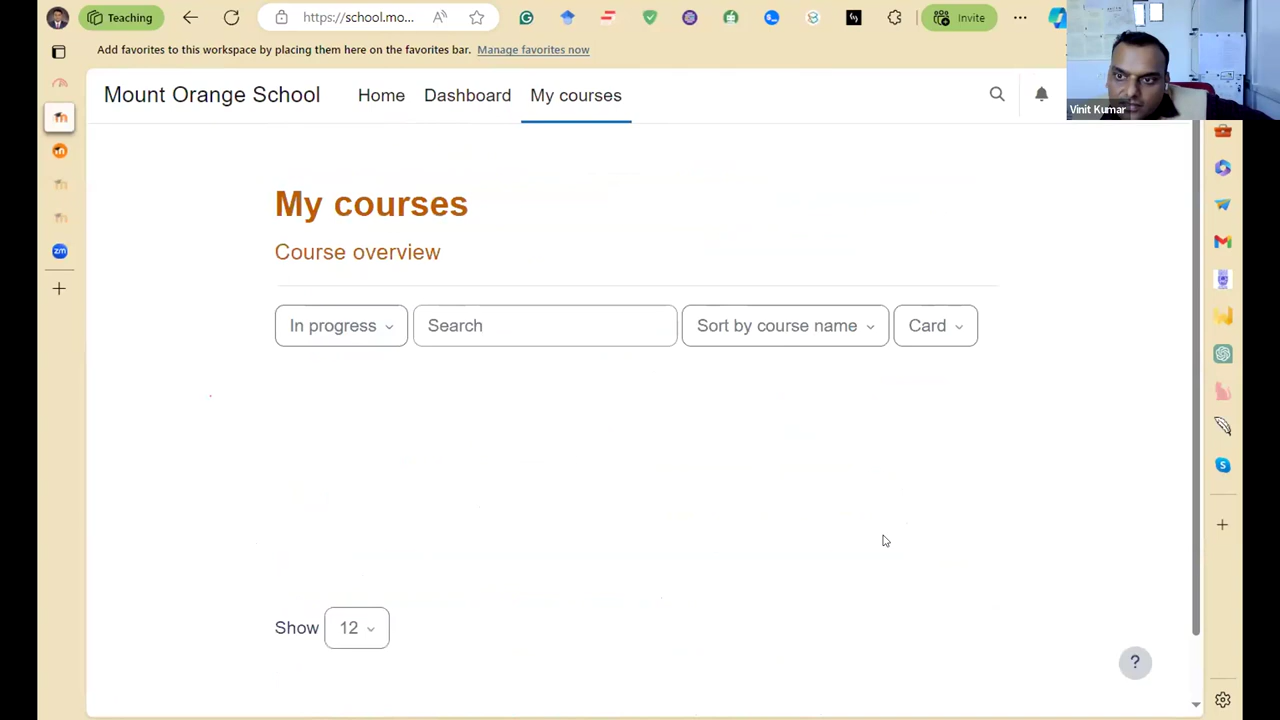 Teaching
https://school.mo...
Invite
Add favorites to this workspace by placing them here on the favorites bar. Manage favorites now
Mount Orange School
Home
Dashboard
My courses
Vinit Kumar
My courses
Course overview
In progress
Search
Sort by course name
Card
Show 12
?